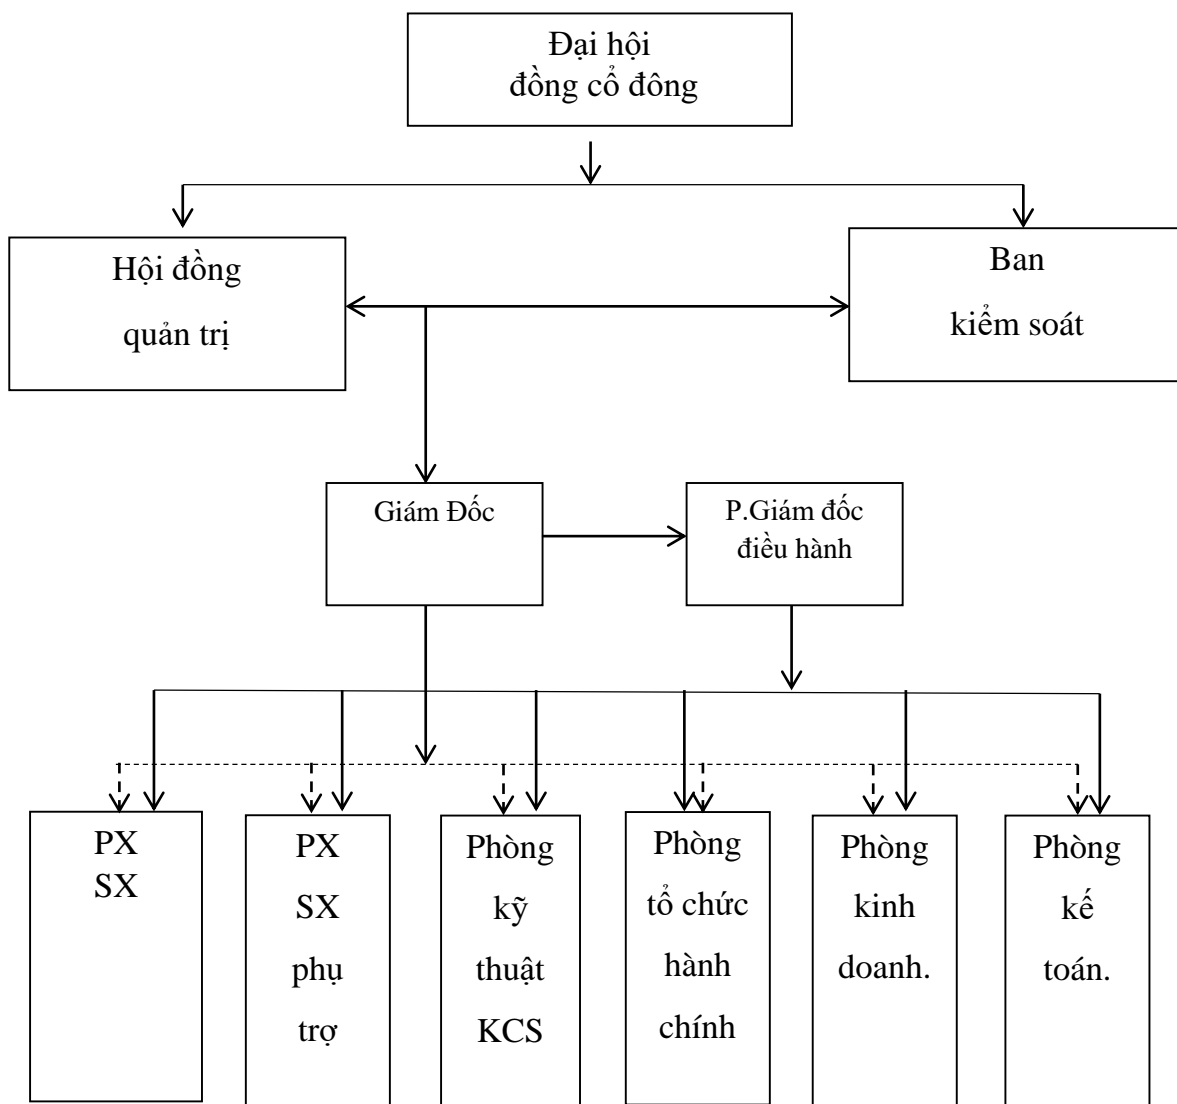 Đại hội
đồng cổ đông
Hội đồng
quản trị
Ban
kiểm soát
Giám Đốc
P.Giám đốc
điều hành
PX
SX
PX
SX
phụ
trợ
Phòng
kỹ
thuật
KCS
Phòng
tổ chức
hành
chính
Phòng
kinh
doanh.
Phòng
kế
toán.